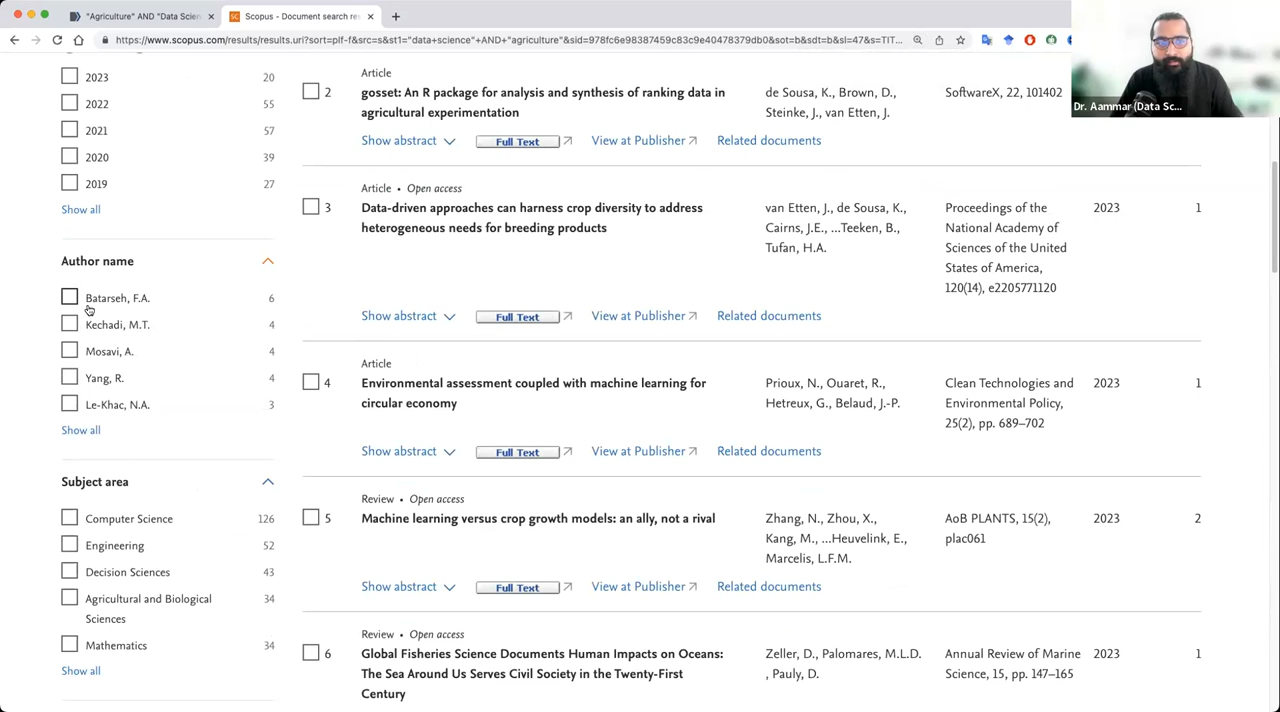 "Agriculture" AND "Data Scien
Scopus - Document search res
https://www.scopus.com/results/results.uri?sort=plf-f&src=s&st1="data+science"+AND+"agriculture"&sid=978fc6e98387459c83c9e40478379db0&sot=b&sdt=b&sl=47&s=TIT...
Dr. Aammar (Data Sc...
2023 20
2022 55
2021 57
2020 39
2019 27
Show all
Author name
Batarseh, F.A. 6
Kechadi, M.T. 4
Mosavi, A. 4
Yang, R. 4
Le-Khac, N.A. 3
Show all
Subject area
Computer Science 126
Engineering 52
Decision Sciences 43
Agricultural and Biological 34
Sciences
Mathematics 34
Show all
Article
2 gosset: An R package for analysis and synthesis of ranking data in
agricultural experimentation
de Sousa, K., Brown, D.,
Steinke, J., van Etten, J.
SoftwareX, 22, 101402
Show abstract Full Text View at Publisher Related documents
Article • Open access
3 Data-driven approaches can harness crop diversity to address
heterogeneous needs for breeding products
van Etten, J., de Sousa, K.,
Cairns, J.E., ...Teeken, B.,
Tufan, H.A.
Proceedings of the
National Academy of
Sciences of the United
States of America,
120(14), e2205771120
2023 1
Show abstract Full Text View at Publisher Related documents
Article
4 Environmental assessment coupled with machine learning for
circular economy
Prioux, N., Ouaret, R.,
Hetreux, G., Belaud, J.-P.
Clean Technologies and
Environmental Policy,
25(2), pp. 689–702
2023 1
Show abstract Full Text View at Publisher Related documents
Review • Open access
5 Machine learning versus crop growth models: an ally, not a rival
Zhang, N., Zhou, X.,
Kang, M., ...Heuvelink, E.,
Marcelis, L.F.M.
AoB PLANTS, 15(2),
plac061
2023 2
Show abstract Full Text View at Publisher Related documents
Review • Open access
6 Global Fisheries Science Documents Human Impacts on Oceans:
The Sea Around Us Serves Civil Society in the Twenty-First
Century
Zeller, D., Palomares, M.L.D.
, Pauly, D.
Annual Review of Marine
Science, 15, pp. 147–165
2023 1